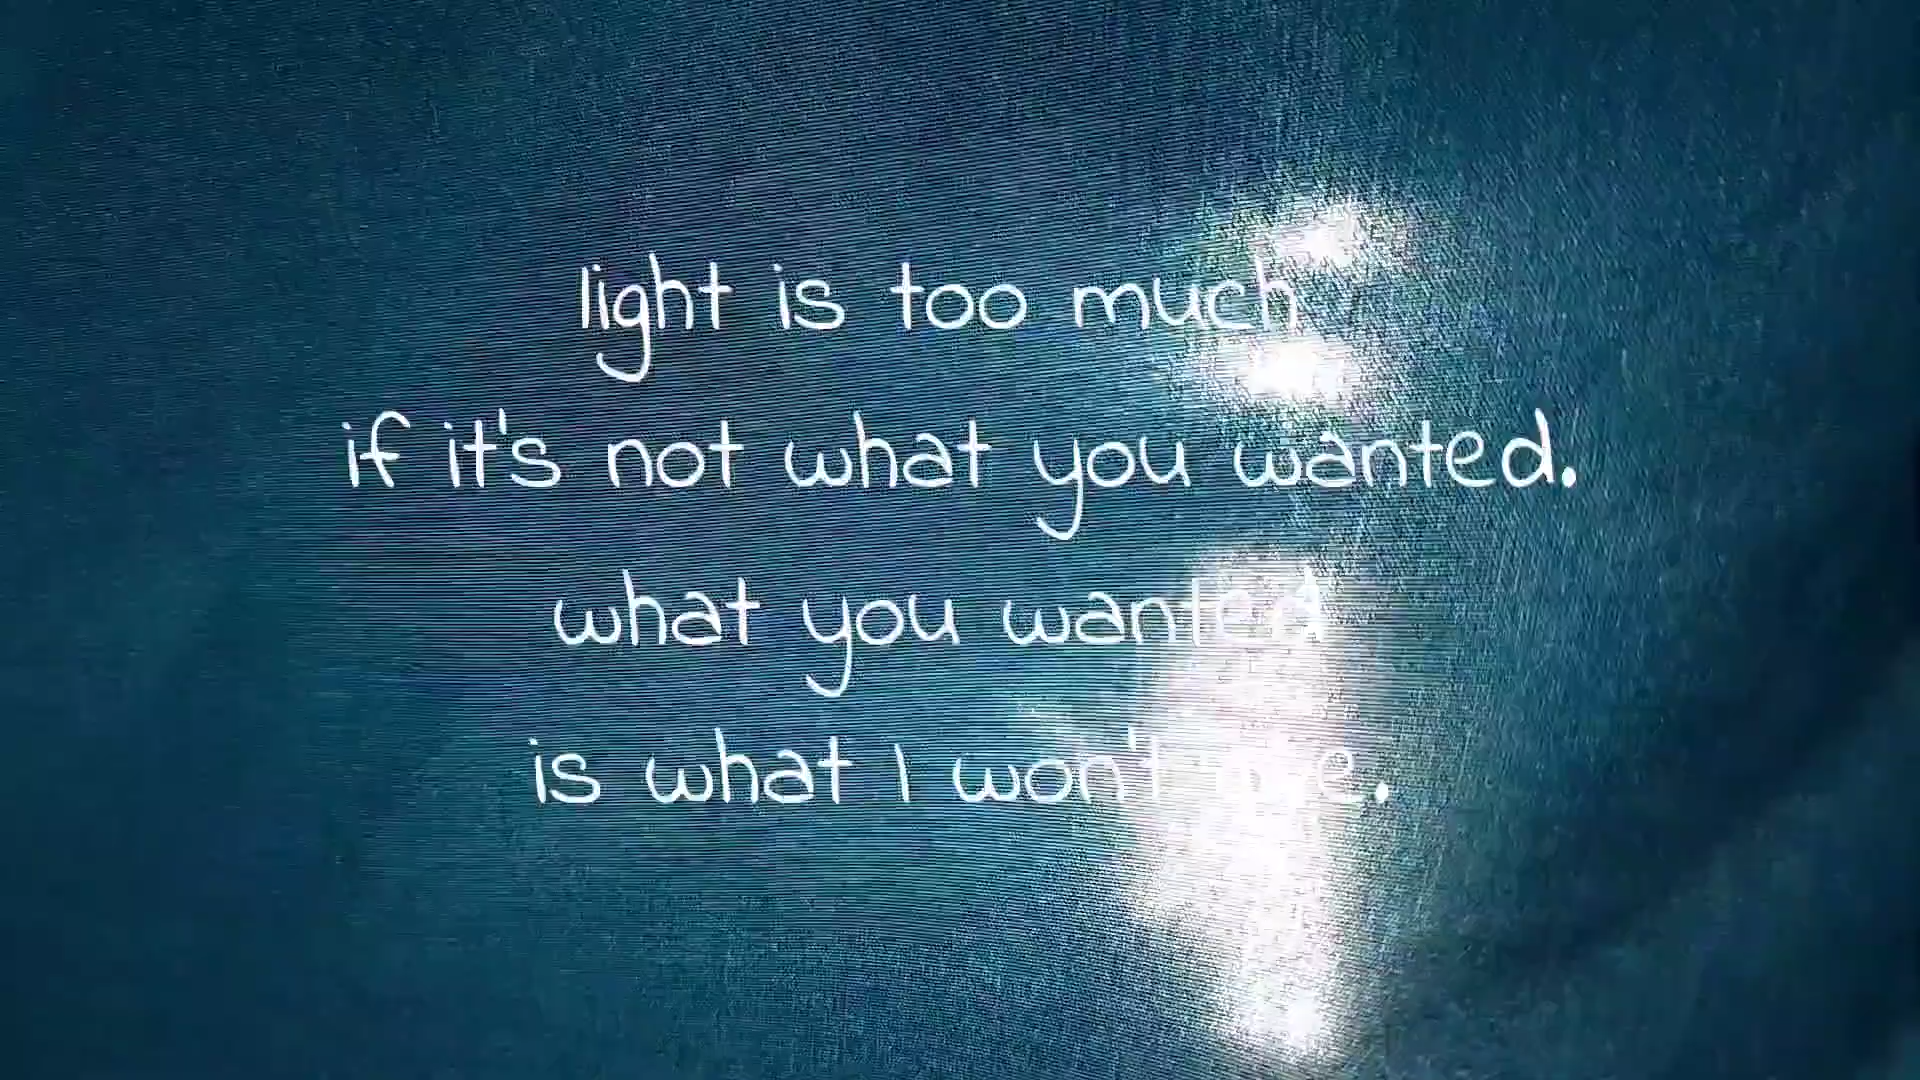 light is too much
if it's not what you wanted.
what you wanted
is what I won't